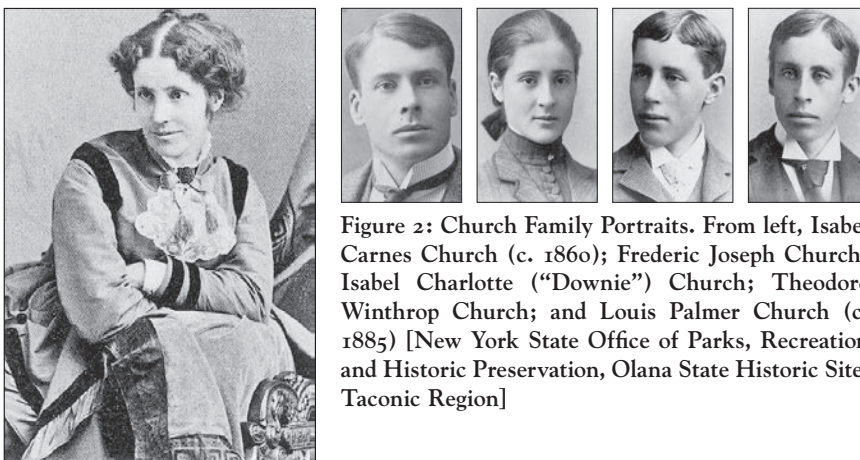 Figure 2: Church Family Portraits. From left, Isabe
Carnes Church (c. 1860); Frederic Joseph Church
Isabel Charlotte (“Downie”) Church; Theodor
Winthrop Church; and Louis Palmer Church (c
1885) [New York State Office of Parks, Recreation
and Historic Preservation, Olana State Historic Site
Taconic Region]